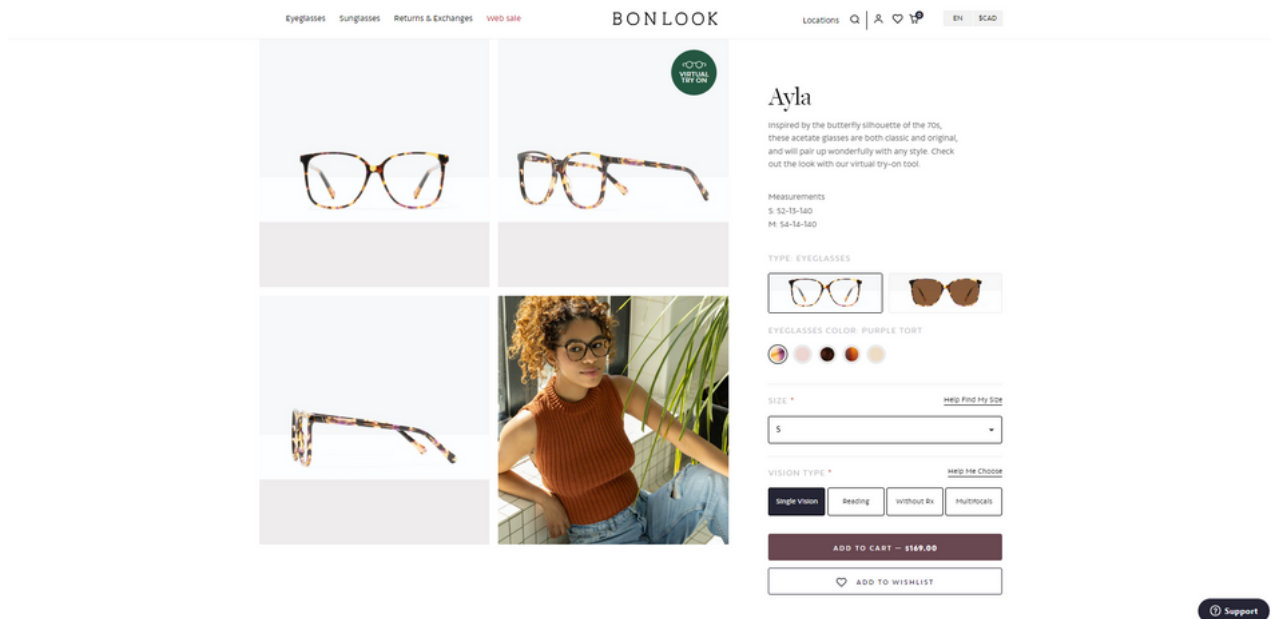 Eyeglasses Sunglasses Returns & Exchanges Web sale
BONLOOK
Locations
0
EN $CAD
VIRTUAL
TRY ON
Ayla
Inspired by the butterfly silhouette of the 70s,
these acetate glasses are both classic and original,
and will pair up wonderfully with any style. Check
out the look with our virtual try-on tool.
Measurements
S: 52-15-140
M: 54-14-140
TYPE: EYEGLASSES
EYEGLASSES COLOR: PURPLE TORT
SIZE * Help Find My Size
S
VISION TYPE * Help Me Choose
Single Vision Reading Without Rx Multifocals
ADD TO CART — $169.00
ADD TO WISHLIST
Support